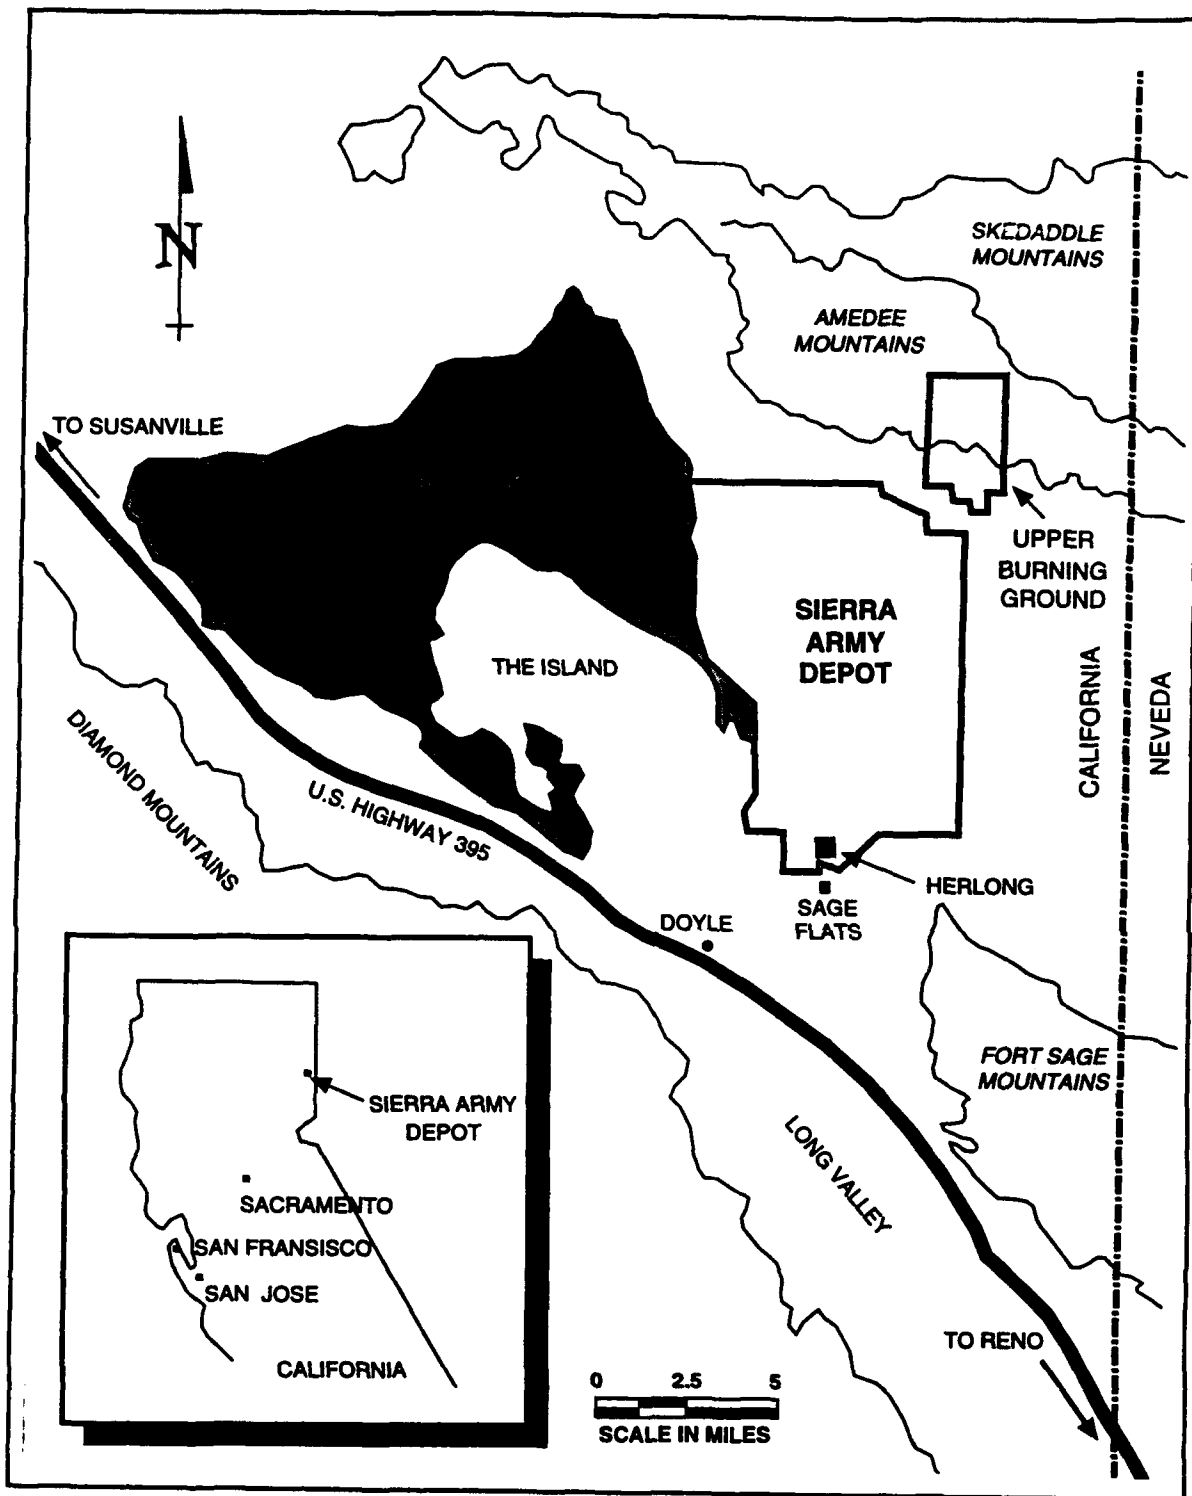 N
SKEDADDLE
MOUNTAINS
AMEDEE
MOUNTAINS
TO SUSANVILLE
UPPER
BURNING
GROUND
SIERRA
ARMY
DEPOT
THE ISLAND
CALIFORNIA
NEVEDA
DIAMOND MOUNTAINS
U.S. HIGHWAY 395
HERLONG
SAGE
FLATS
DOYLE
FORT SAGE
MOUNTAINS
LONG VALLEY
TO RENO
SIERRA ARMY
DEPOT
SACRAMENTO
SAN FRANSISCO
SAN JOSE
CALIFORNIA
0 2.5 5
SCALE IN MILES